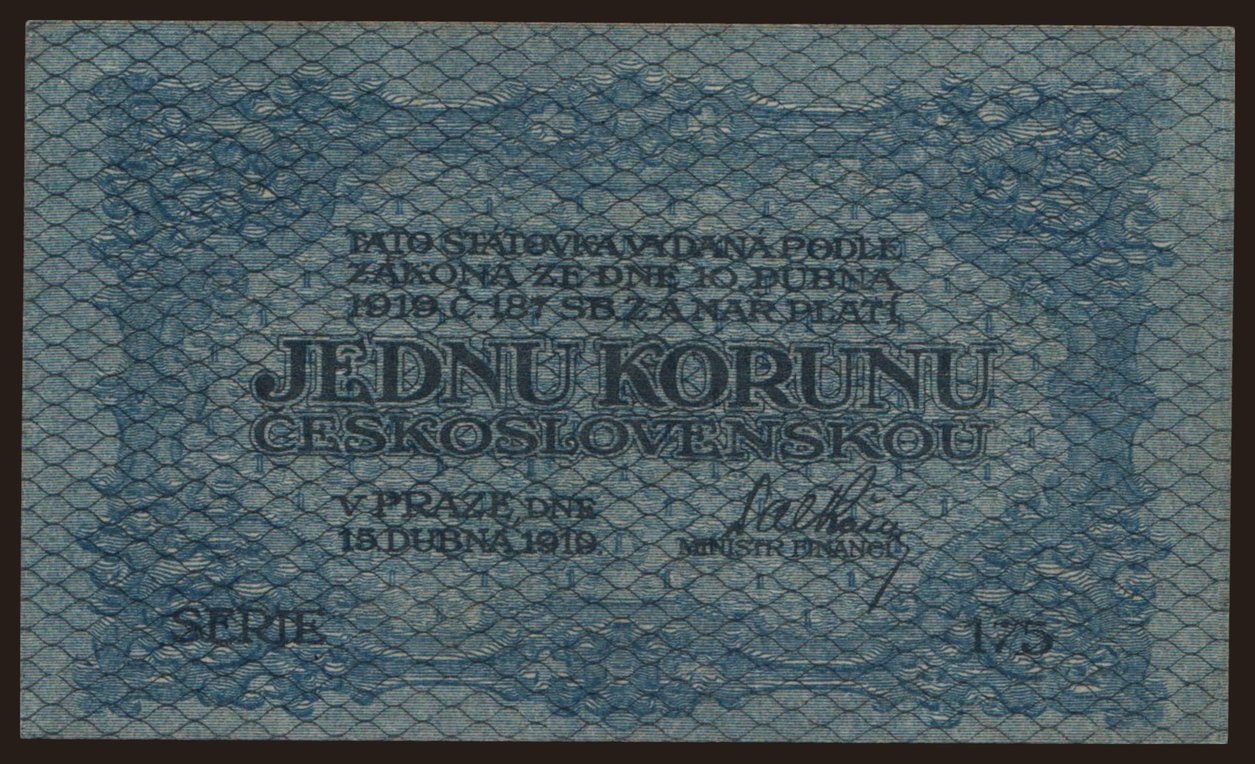 TATO STÁTOVKA VYDANÁ PODLE
ZÁKONA ZE DNE 10. DUBNA
1919, Č. 187 SB. Z. A NAŘ. PLATÍ
JEDNU KORUNU
ČESKOSLOVENSKOU
V PRAZE, DNE
15. DUBNA 1919.
MINISTR FINANCÍ
SERIE 175